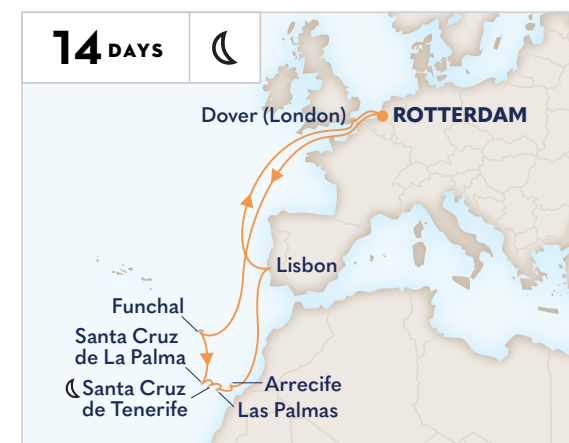 14 DAYS
Dover (London)
ROTTERDAM
Lisbon
Funchal
Santa Cruz
de La Palma
Santa Cruz
de Tenerife
Arrecife
Las Palmas